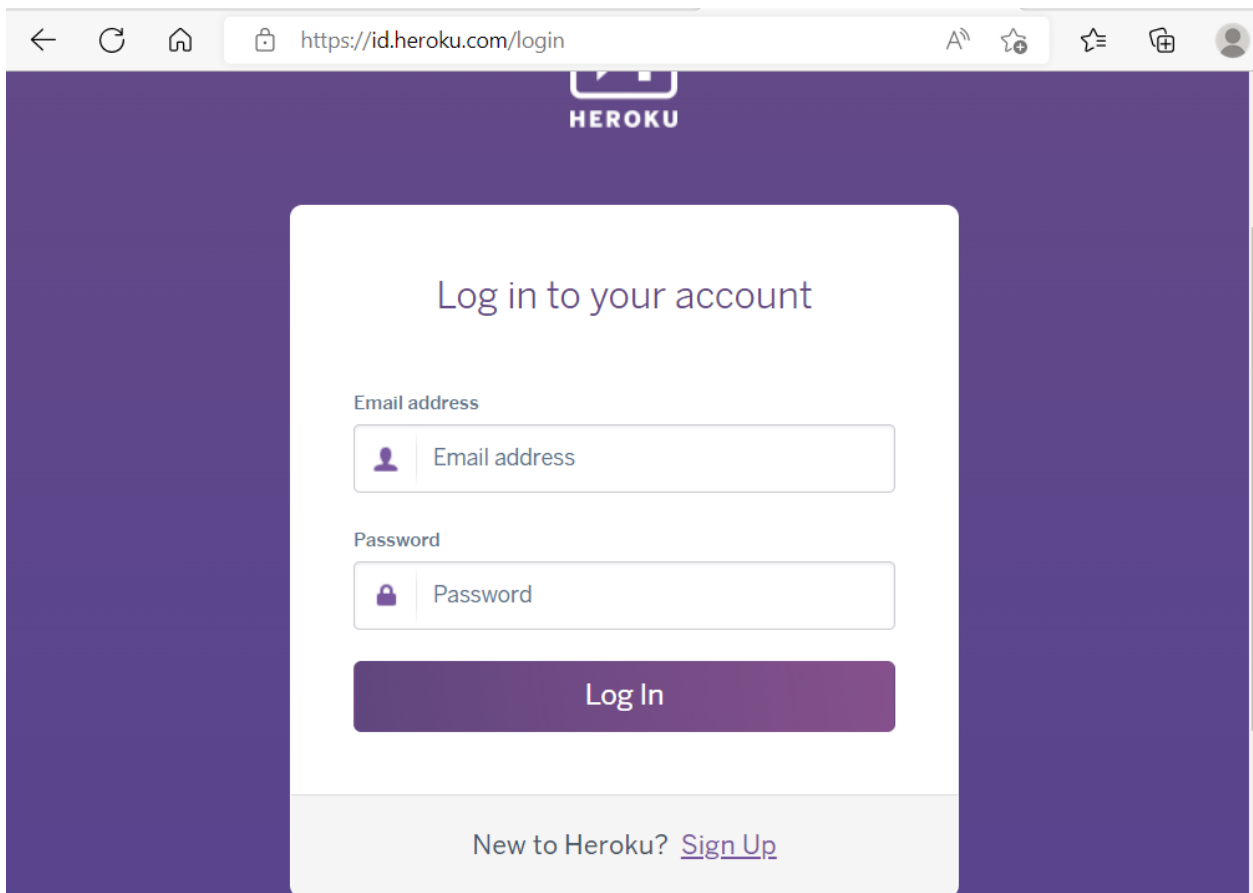 https://id.heroku.com/login
HEROKU
Log in to your account
Email address
Email address
Password
Password
Log In
New to Heroku? Sign Up